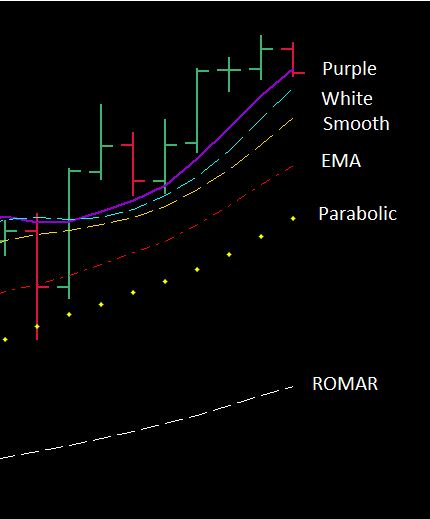 Purple
White
Smooth
EMA
Parabolic
ROMAR